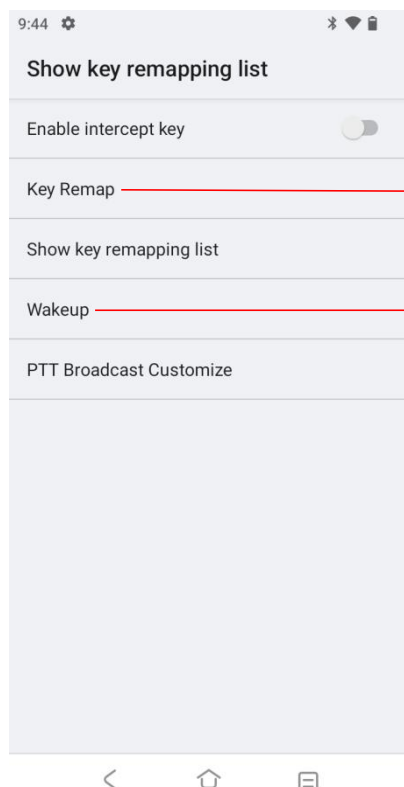 9:44
Show key remapping list
Enable intercept key
Key Remap
Show key remapping list
Wakeup
PTT Broadcast Customize